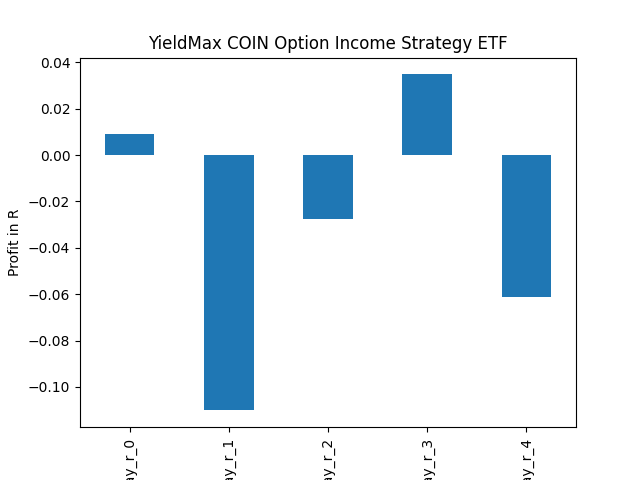 YieldMax COIN Option Income Strategy ETF
Profit in R
0.04
0.02
0.00
−0.02
−0.04
−0.06
−0.08
−0.10
ay_r_0
ay_r_1
ay_r_2
ay_r_3
ay_r_4